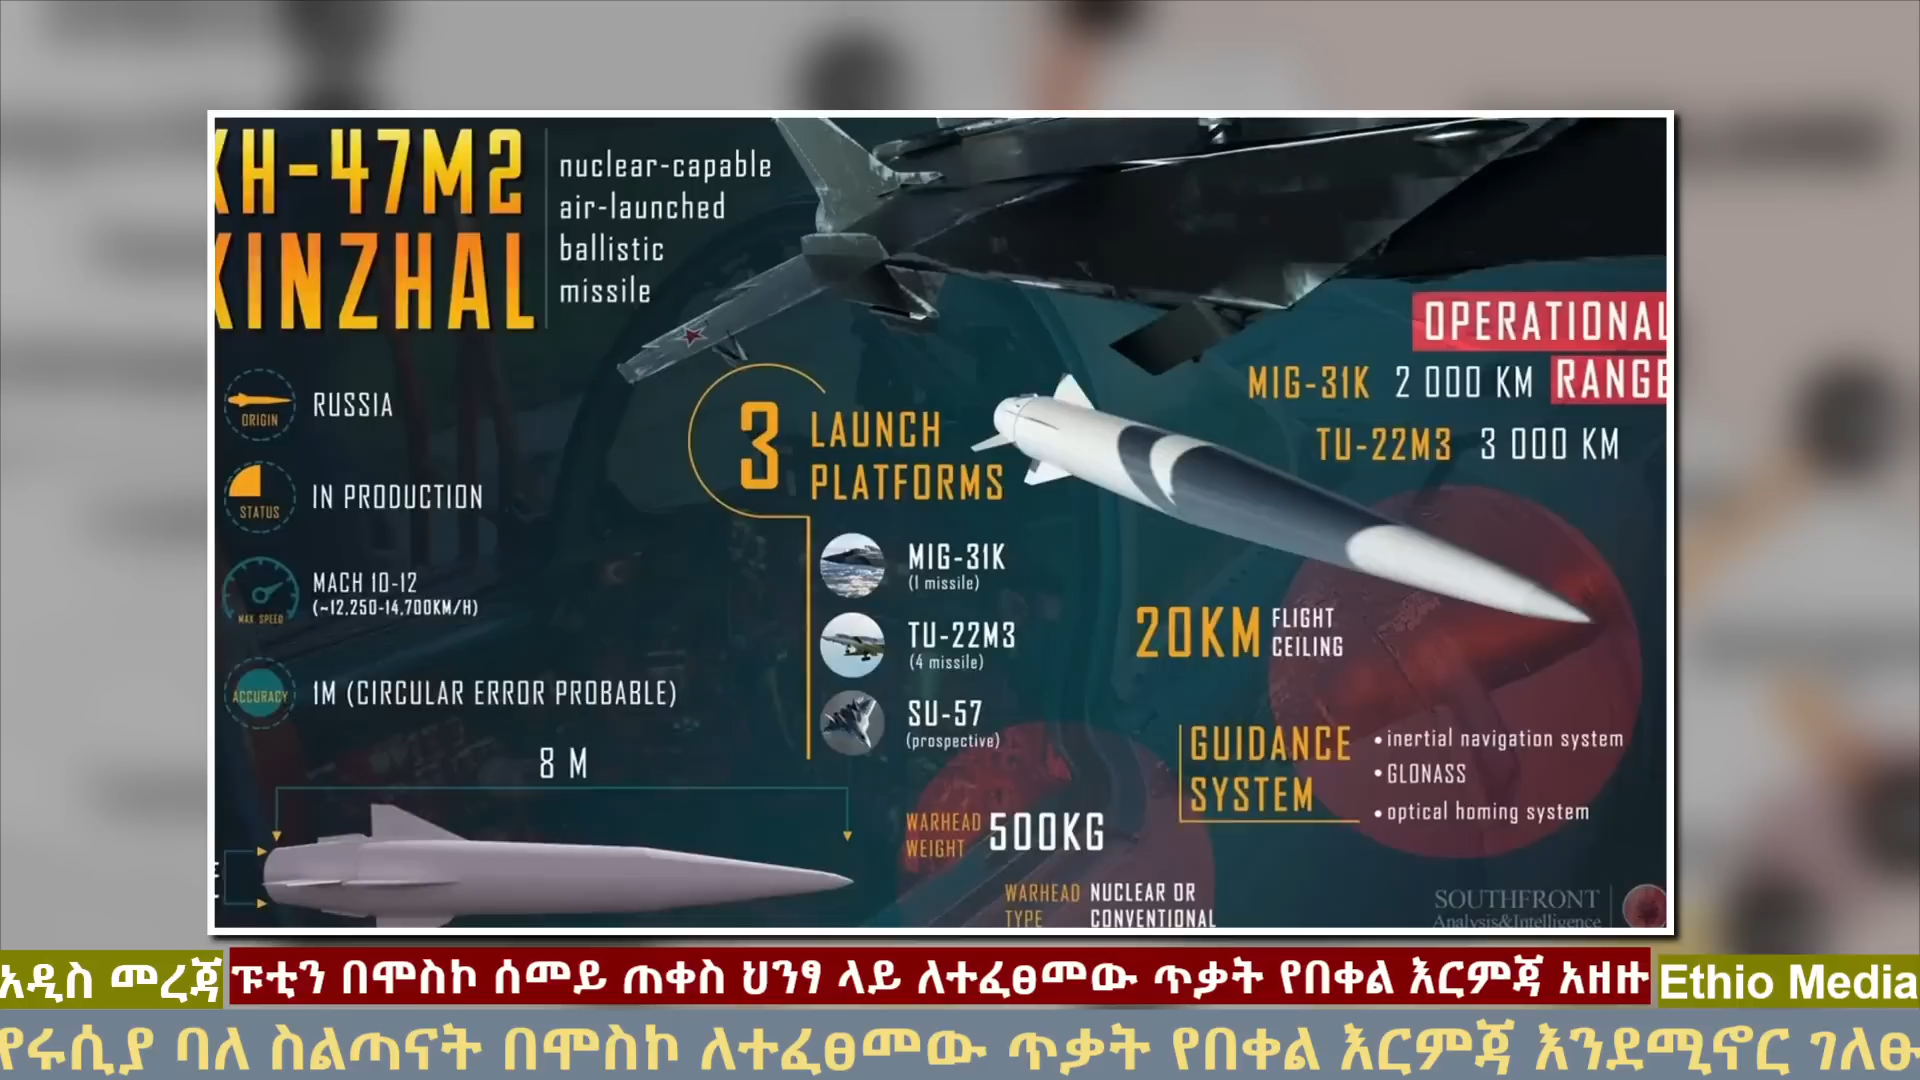 KH-47M2
KINZHAL
nuclear-capable
air-launched
ballistic
missile
OPERATIONAL
RANGE
MIG-31K 2 000 KM
TU-22M3 3 000 KM
ORIGIN
RUSSIA
STATUS
IN PRODUCTION
MAX SPEED
MACH 10-12
(~12,250-14,700KM/H)
ACCURACY
1M (CIRCULAR ERROR PROBABLE)
8 M
3
LAUNCH
PLATFORMS
MIG-31K
(1 missile)
TU-22M3
(4 missile)
SU-57
(prospective)
20KM
FLIGHT
CEILING
GUIDANCE
SYSTEM
• inertial navigation system
• GLONASS
• optical homing system
WARHEAD
WEIGHT
500KG
WARHEAD
TYPE
NUCLEAR OR
CONVENTIONAL
SOUTHFRONT
Analysis&Intelligence
አዲስ መረጃ
ፑቲን በሞስኮ ሰመይ ጠቀስ ህንፃ ላይ ለተፈፀመው ጥቃት የበቀል እርምጃ አዘዙ
Ethio Media
የሩሲያ ባለ ስልጣናት በሞስኮ ለተፈፀመው ጥቃት የበቀል እርምጃ እንደሚኖር ገለፁ